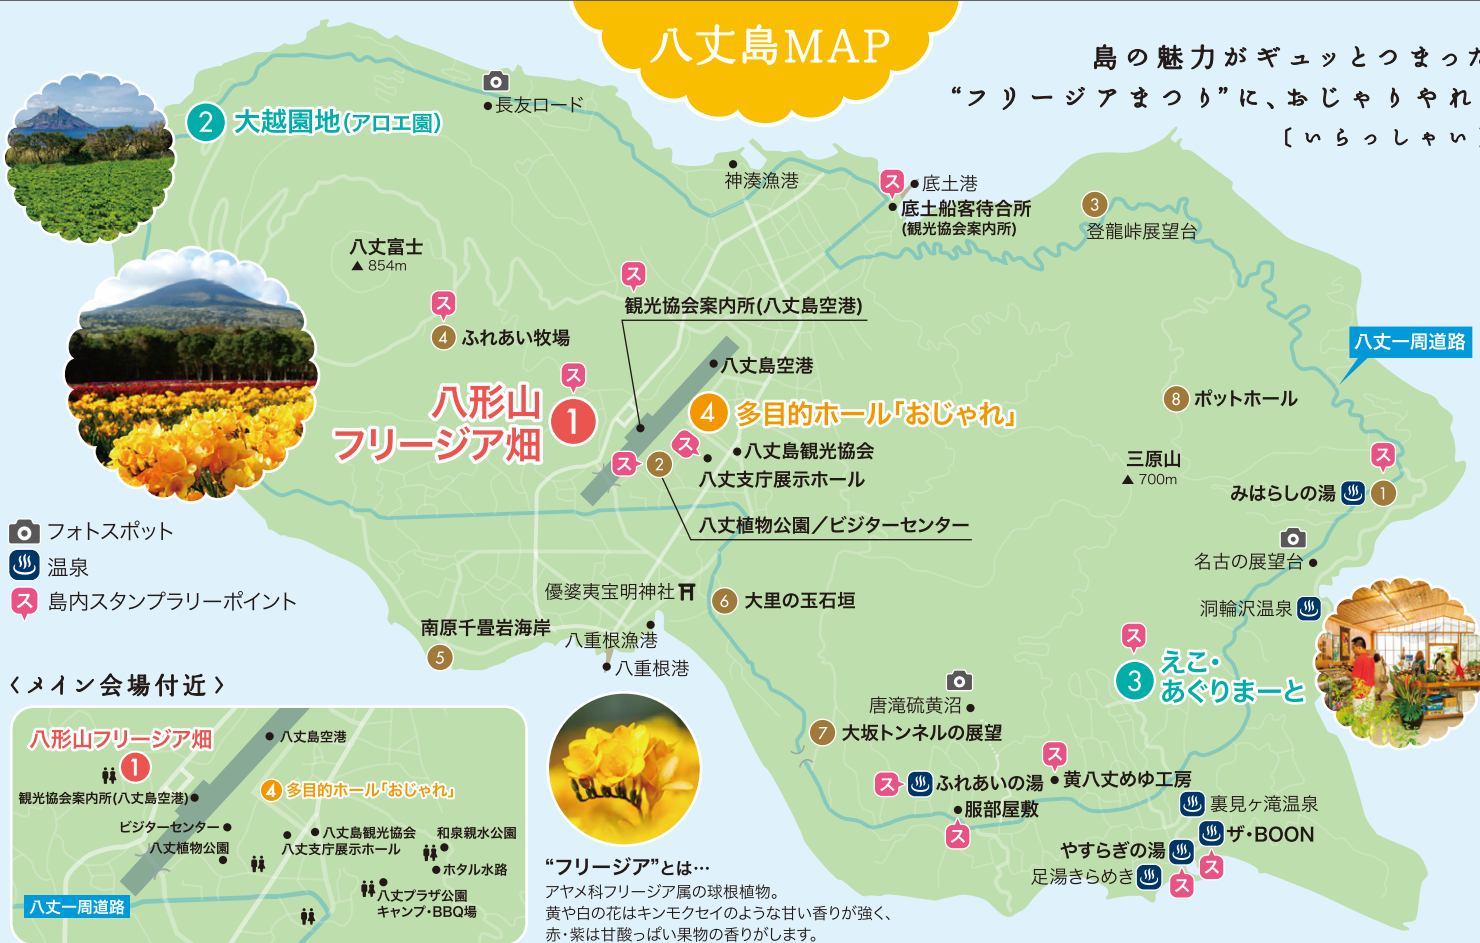 八丈島MAP
島の魅力がギュッとつまった
“フリージアまつり”に、おじゃりやれ
〔いらっしゃい〕
② 大越園地(アロエ園)
長友ロード
神湊漁港
ス 底土港
底土船客待合所
(観光協会案内所)
③
登龍峠展望台
八丈富士
▲ 854m
ス
④ ふれあい牧場
ス
観光協会案内所(八丈島空港)
八丈島空港
八丈一周道路
ス
八形山
フリージア畑
①
④ 多目的ホール「おじゃれ」
⑧ ポットホール
ス
八丈島観光協会
ス ②
八丈支庁展示ホール
八丈植物公園／ビジターセンター
三原山
▲ 700m
ス
みはらしの湯 ①
名古の展望台
洞輪沢温泉
フォトスポット
温泉
ス 島内スタンプラリーポイント
優婆夷宝明神社
⑥ 大里の玉石垣
南原千畳岩海岸
⑤
八重根漁港
八重根港
ス
③ えこ・
あぐりまーと
唐滝硫黄沼
⑦ 大坂トンネルの展望
ス
ス ふれあいの湯
黄八丈めゆ工房
服部屋敷
ス
裏見ヶ滝温泉
ザ・BOON
ス
やすらぎの湯
ス
足湯きらめき
〈メイン会場付近〉
八形山フリージア畑
①
八丈島空港
観光協会案内所(八丈島空港)
④ 多目的ホール「おじゃれ」
ビジターセンター
八丈植物公園
八丈島観光協会
八丈支庁展示ホール
和泉親水公園
ホタル水路
八丈プラザ公園
キャンプ・BBQ場
八丈一周道路
“フリージア”とは…
アヤメ科フリージア属の球根植物。
黄や白の花はキンモクセイのような甘い香りが強く、
赤・紫は甘酸っぱい果物の香りがします。